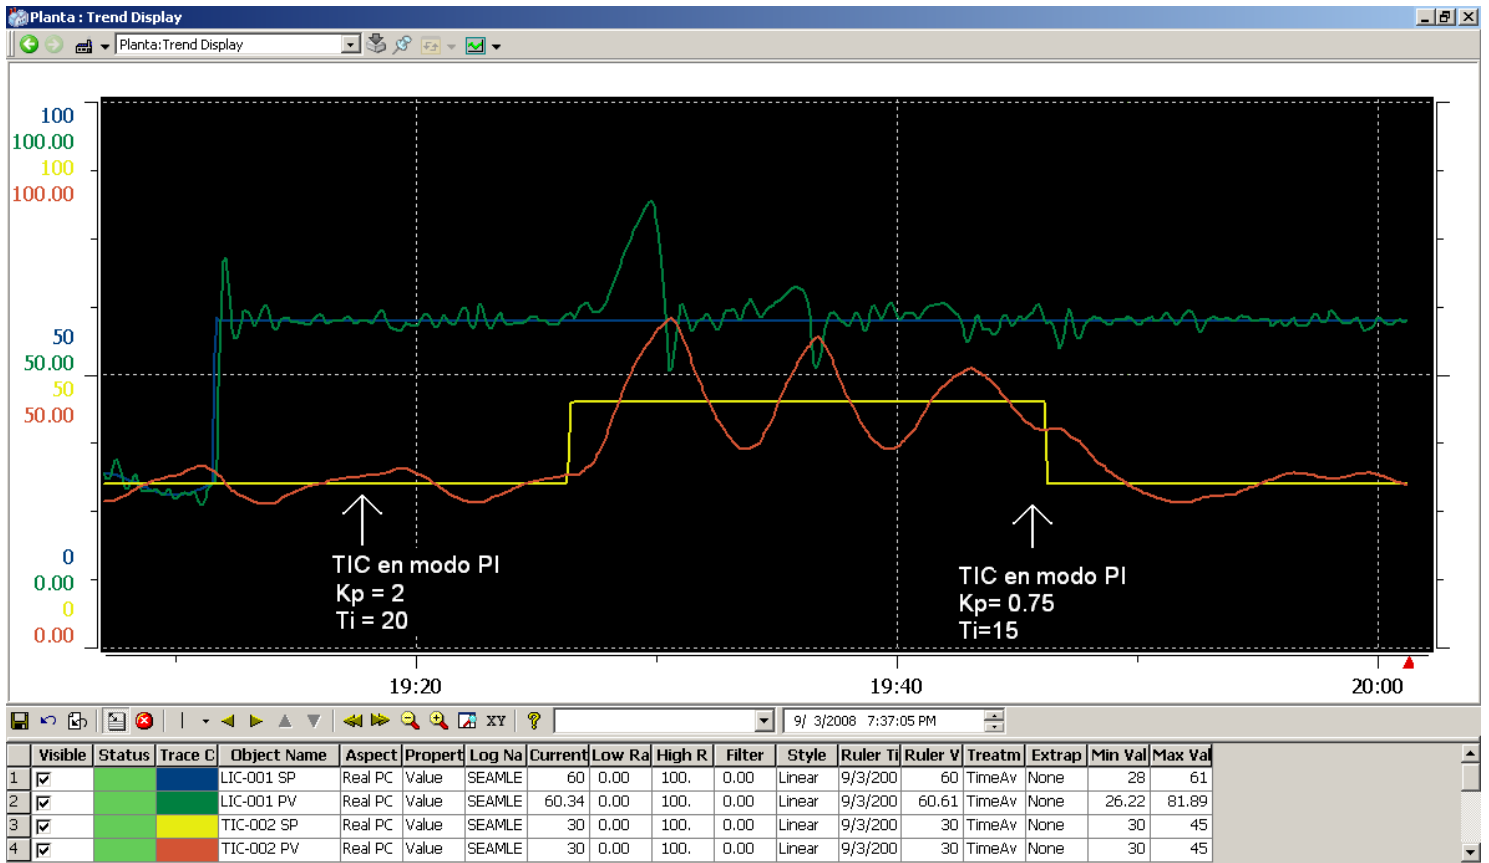 Planta : Trend Display
Planta:Trend Display
100
100.00
100
100.00
50
50.00
50
50.00
0
0.00
0
0.00
TIC en modo PI
Kp = 2
Ti = 20
TIC en modo PI
Kp= 0.75
Ti=15
19:20 19:40 20:00
XY 9/ 3/2008 7:37:05 PM
Visible Status Trace C Object Name Aspect Propert Log Na Current Low Ra High R Filter Style Ruler Ti Ruler V Treatm Extrap Min Val Max Val
1 LIC-001 SP Real PC Value SEAMLE 60 0.00 100. 0.00 Linear 9/3/200 60 TimeAv None 28 61
2 LIC-001 PV Real PC Value SEAMLE 60.34 0.00 100. 0.00 Linear 9/3/200 60.61 TimeAv None 26.22 81.89
3 TIC-002 SP Real PC Value SEAMLE 30 0.00 100. 0.00 Linear 9/3/200 30 TimeAv None 30 45
4 TIC-002 PV Real PC Value SEAMLE 30 0.00 100. 0.00 Linear 9/3/200 30 TimeAv None 30 45